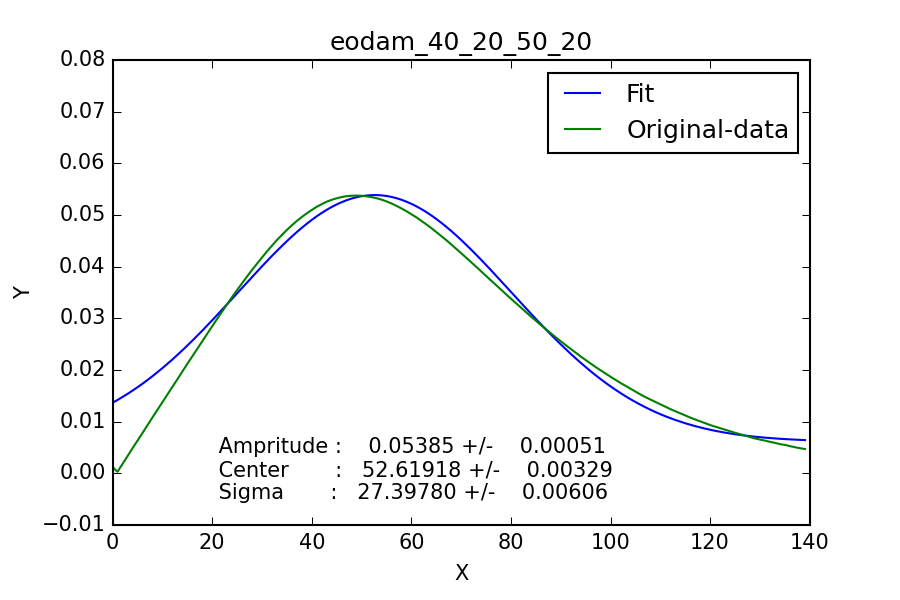 eodam_40_20_50_20
Fit
Original-data
0.08
0.07
0.06
0.05
0.04
0.03
0.02
0.01
0.00
−0.01
Y
Ampritude : 0.05385 +/- 0.00051
Center : 52.61918 +/- 0.00329
Sigma : 27.39780 +/- 0.00606
0 20 40 60 80 100 120 140
X